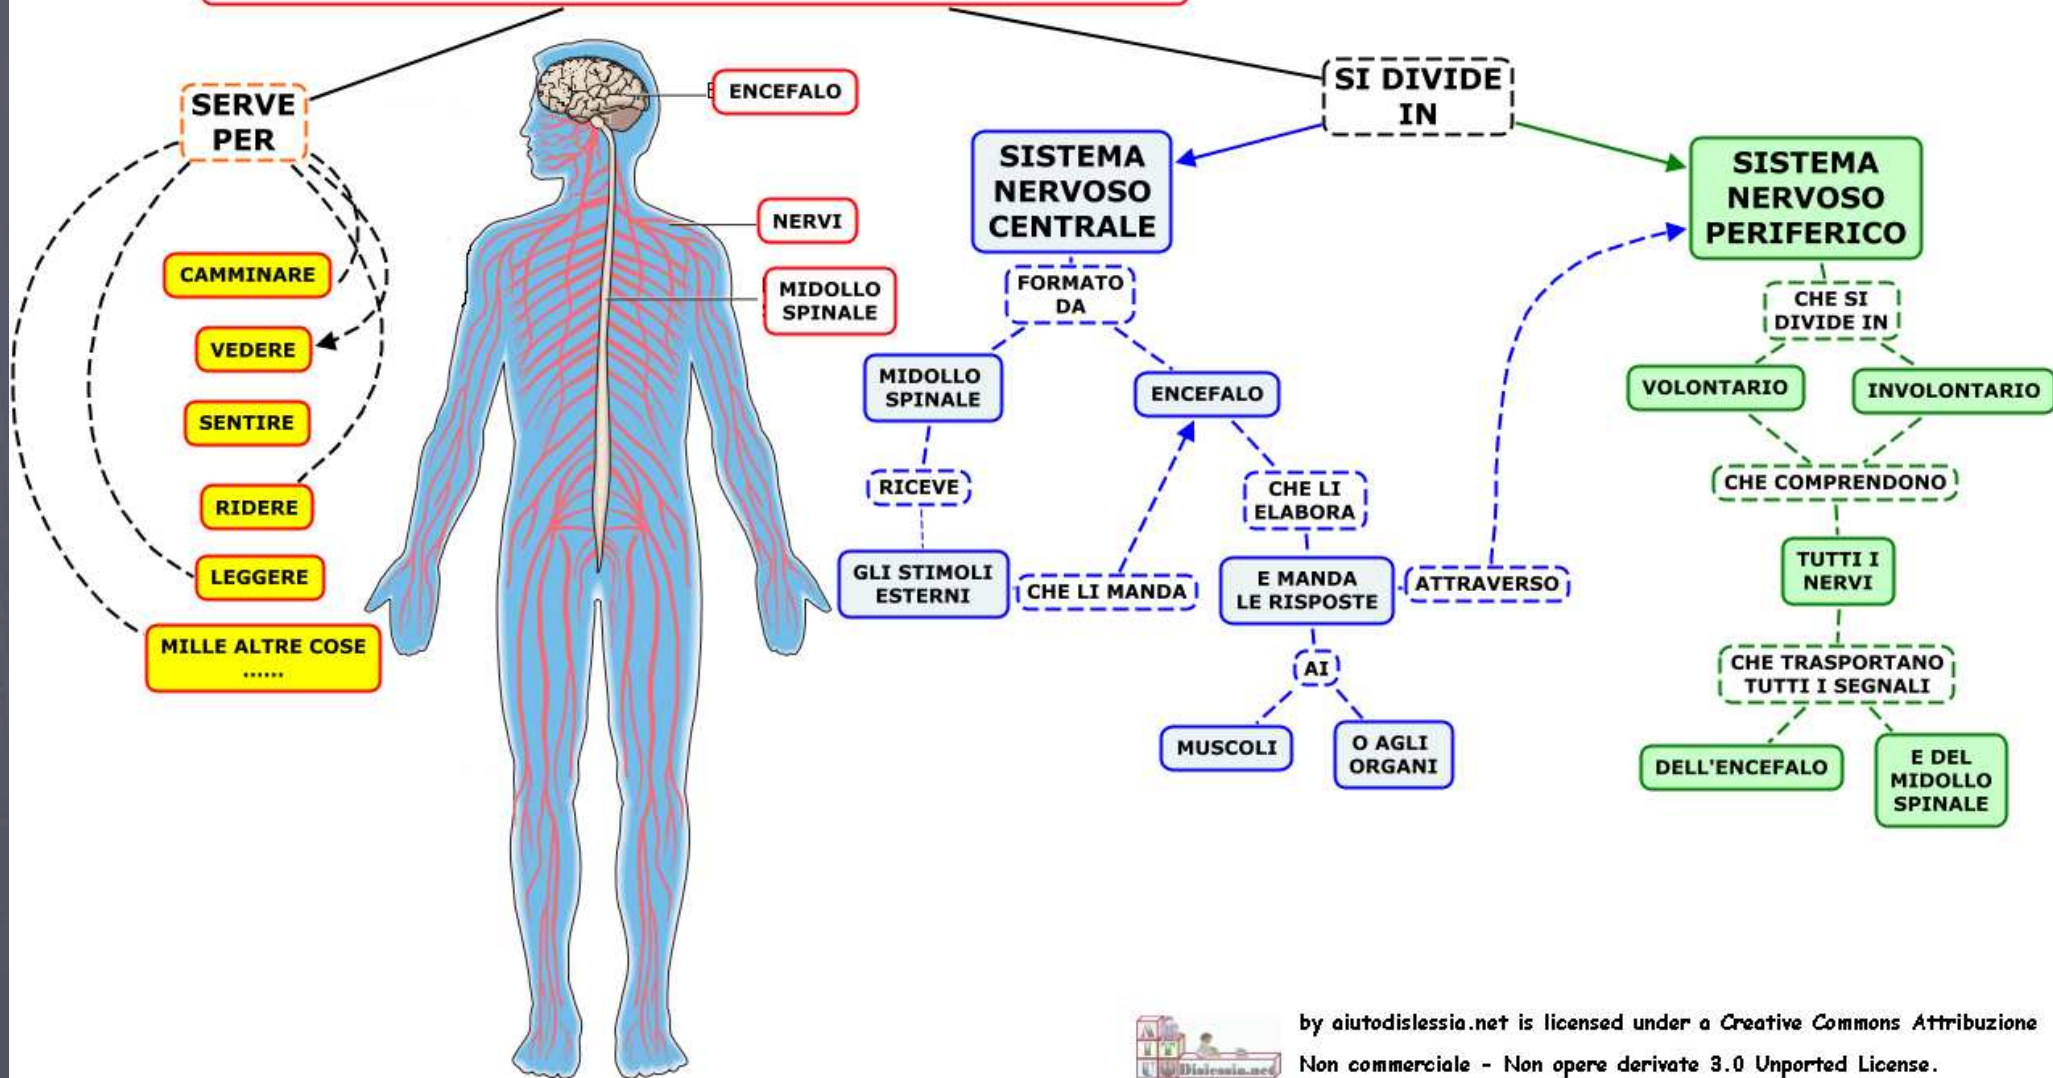 SERVE
PER
CAMMINARE
VEDERE
SENTIRE
RIDERE
LEGGERE
MILLE ALTRE COSE
......
ENCEFALO
NERVI
MIDOLLO
SPINALE
SI DIVIDE
IN
SISTEMA
NERVOSO
CENTRALE
FORMATO
DA
MIDOLLO
SPINALE
ENCEFALO
RICEVE
GLI STIMOLI
ESTERNI
CHE LI MANDA
CHE LI
ELABORA
E MANDA
LE RISPOSTE
ATTRAVERSO
AI
MUSCOLI
O AGLI
ORGANI
SISTEMA
NERVOSO
PERIFERICO
CHE SI
DIVIDE IN
VOLONTARIO
INVOLONTARIO
CHE COMPRENDONO
TUTTI I
NERVI
CHE TRASPORTANO
TUTTI I SEGNALI
DELL'ENCEFALO
E DEL
MIDOLLO
SPINALE
by aiutodislessia.net is licensed under a Creative Commons Attribuzione
Non commerciale - Non opere derivate 3.0 Unported License.